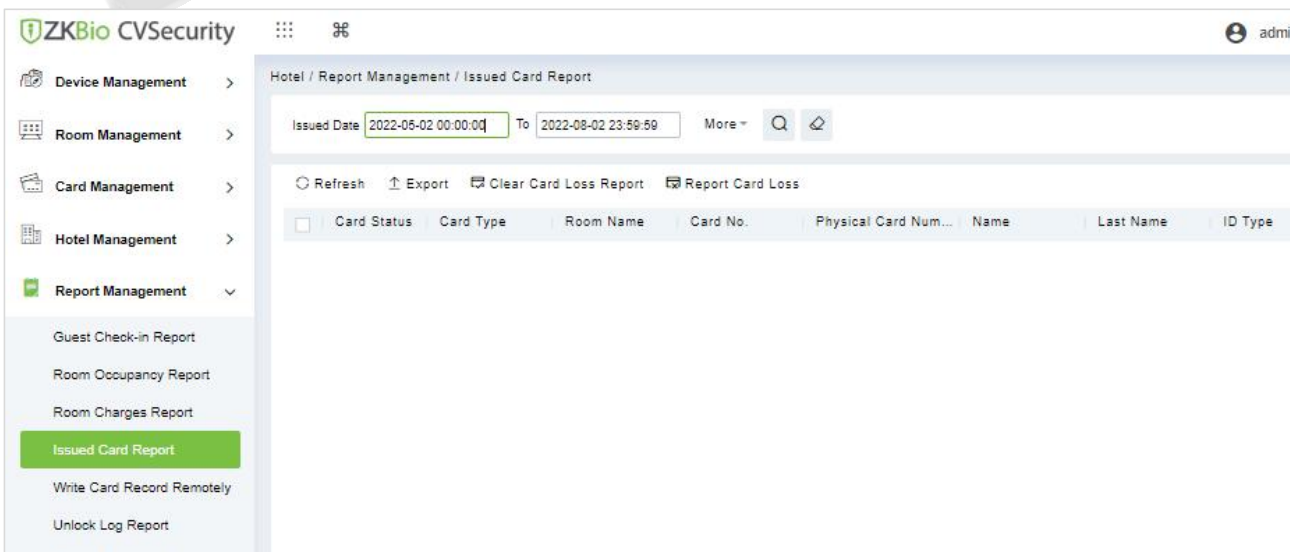 ZKBio CVSecurity
admi
Device Management
Room Management
Card Management
Hotel Management
Report Management
Guest Check-in Report
Room Occupancy Report
Room Charges Report
Issued Card Report
Write Card Record Remotely
Unlock Log Report
Hotel / Report Management / Issued Card Report
Issued Date 2022-05-02 00:00:00 To 2022-08-02 23:59:59 More
Refresh Export Clear Card Loss Report Report Card Loss
Card Status Card Type Room Name Card No. Physical Card Num... Name Last Name ID Type